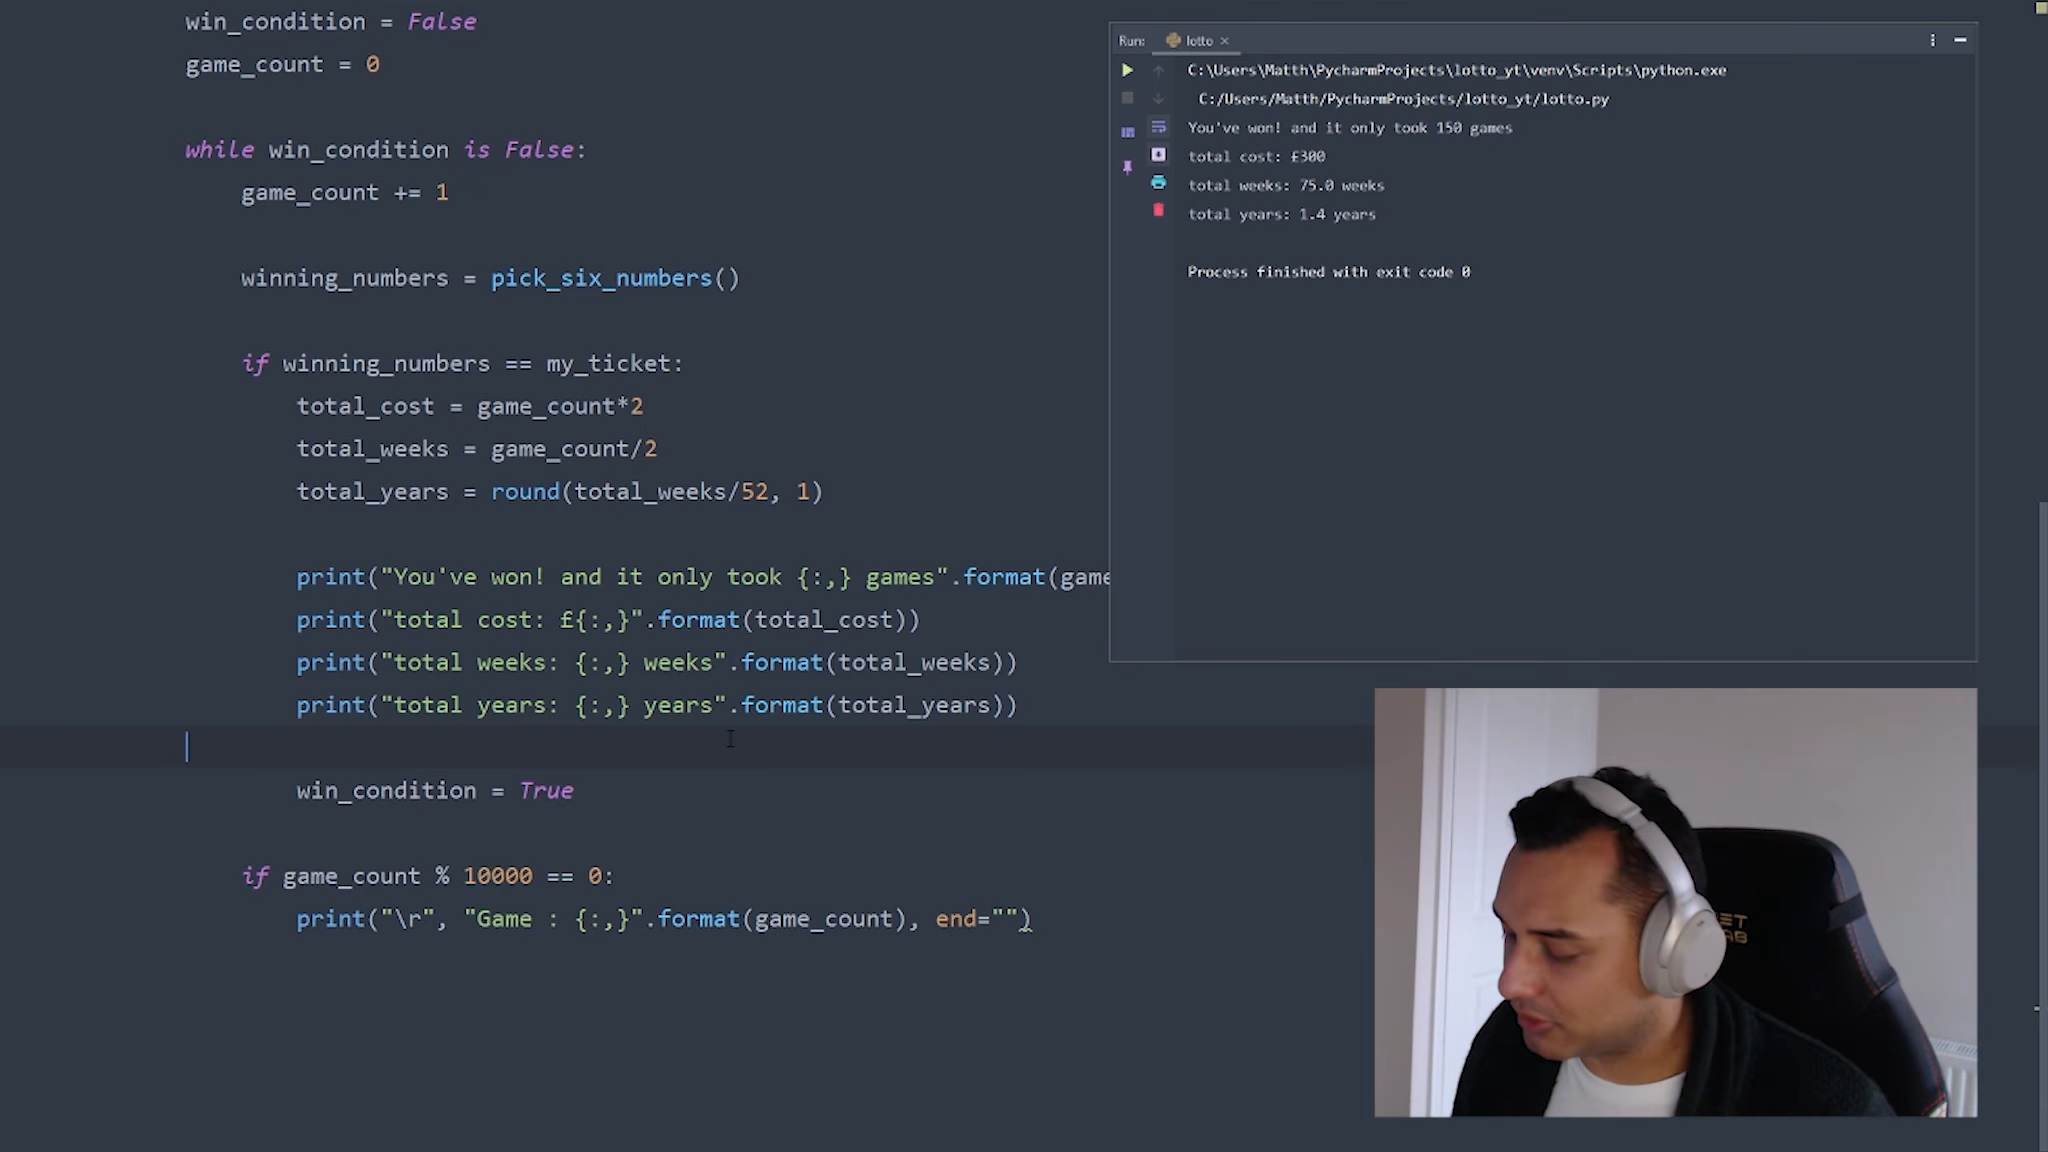 win_condition = False
game_count = 0
while win_condition is False:
game_count += 1
winning_numbers = pick_six_numbers()
if winning_numbers == my_ticket:
total_cost = game_count*2
total_weeks = game_count/2
total_years = round(total_weeks/52, 1)
print("You've won! and it only took {:,} games".format(game
print("total cost: £{:,}".format(total_cost))
print("total weeks: {:,} weeks".format(total_weeks))
print("total years: {:,} years".format(total_years))
win_condition = True
if game_count % 10000 == 0:
print("\r", "Game : {:,}".format(game_count), end="")
Run: lotto
C:\Users\Matth\PycharmProjects\lotto_yt\venv\Scripts\python.exe
C:/Users/Matth/PycharmProjects/lotto_yt/lotto.py
You've won! and it only took 150 games
total cost: £300
total weeks: 75.0 weeks
total years: 1.4 years
Process finished with exit code 0